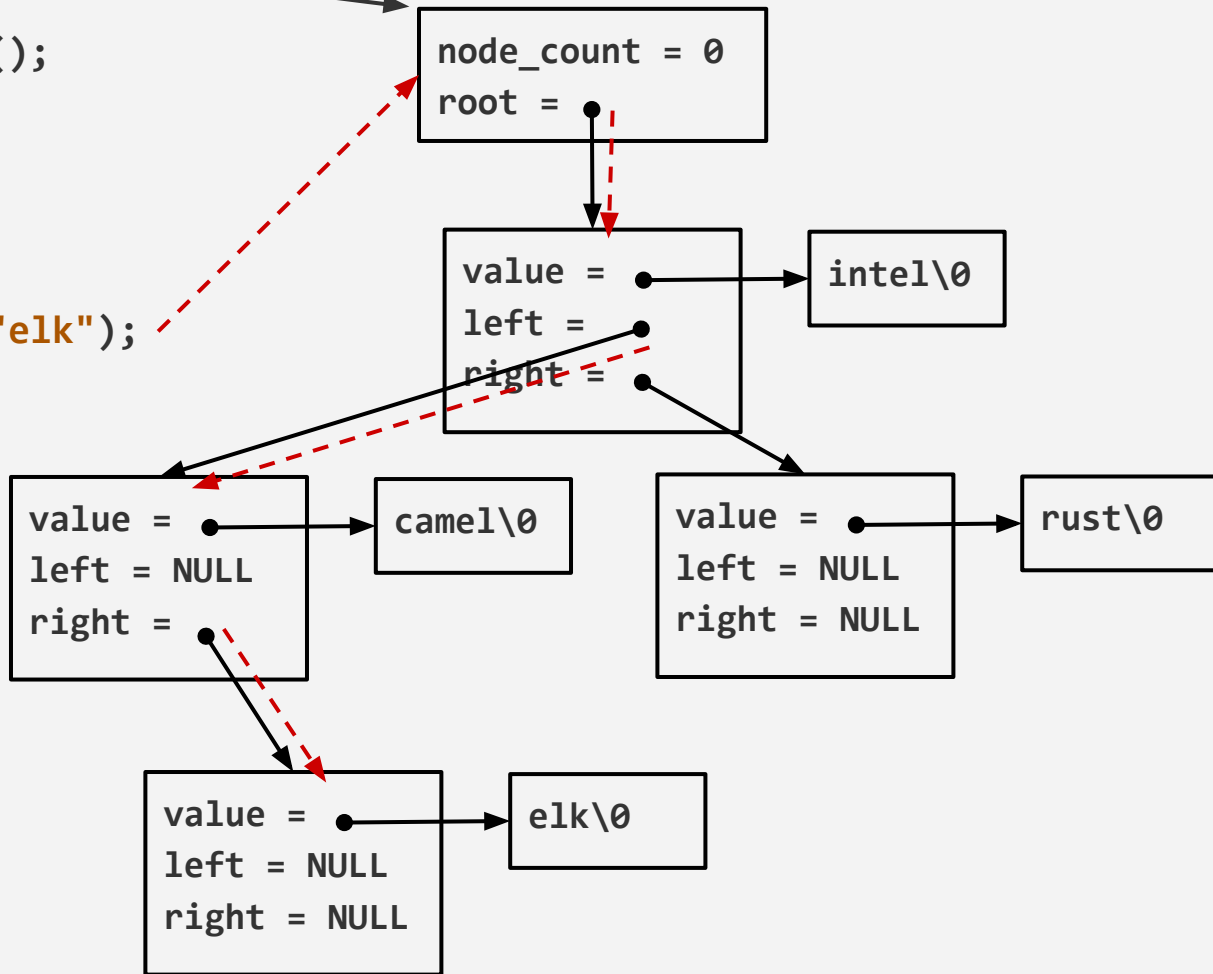 ();
node_count = 0
root =
"elk");
value =
left =
right =
intel\0
value =
left = NULL
right =
camel\0
value =
left = NULL
right = NULL
rust\0
value =
left = NULL
right = NULL
elk\0